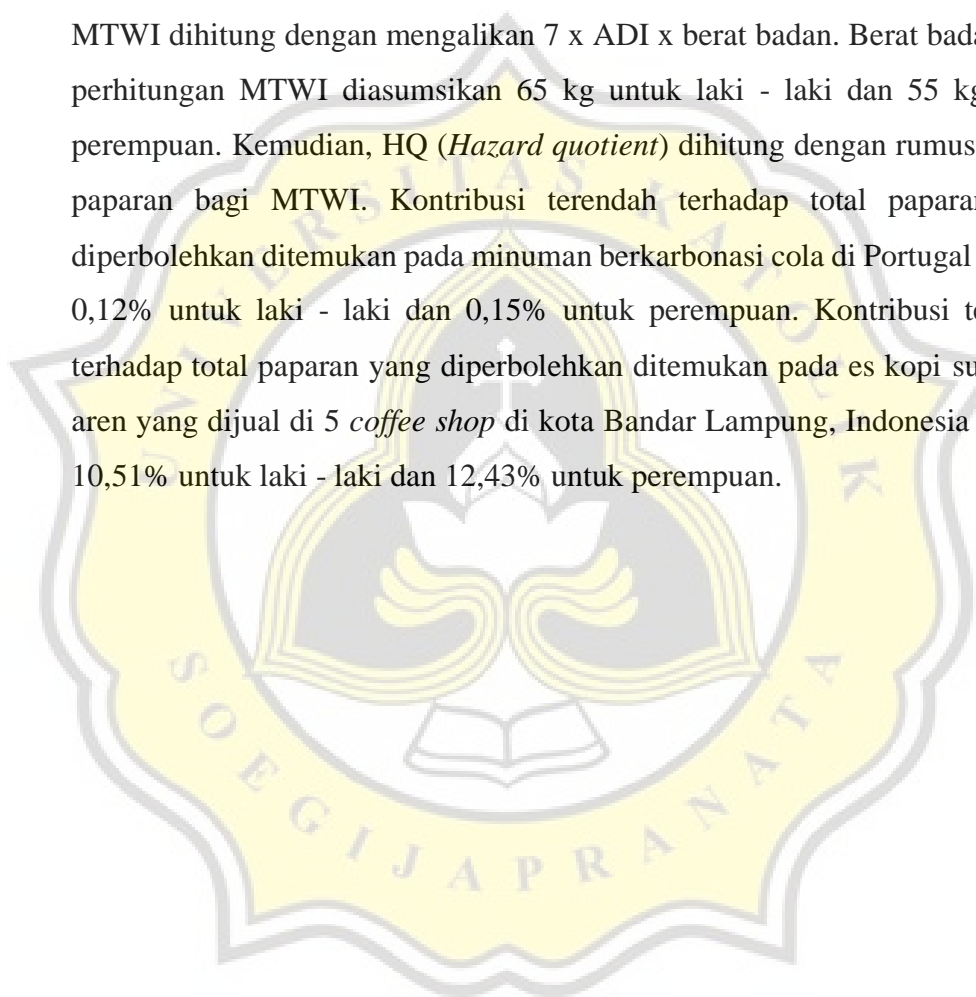 MTWI dihitung dengan mengalikan 7 x ADI x berat badan. Berat
perhitungan MTWI diasumsikan 65 kg untuk laki - laki dan 55 kg
perempuan. Kemudian, HQ (Hazard quotient) dihitung dengan rumus
paparan bagi MTWI. Kontribusi terendah terhadap total paparan
diperbolehkan ditemukan pada minuman berkarbonasi cola di Portugal
0,12% untuk laki - laki dan 0,15% untuk perempuan. Kontribusi
terhadap total paparan yang diperbolehkan ditemukan pada es kopi
aren yang dijual di 5 coffee shop di kota Bandar Lampung, Indonesia
10,51% untuk laki - laki dan 12,43% untuk perempuan.
UNIVERSITAS KATOLIK
SOEGIJAPRANATA